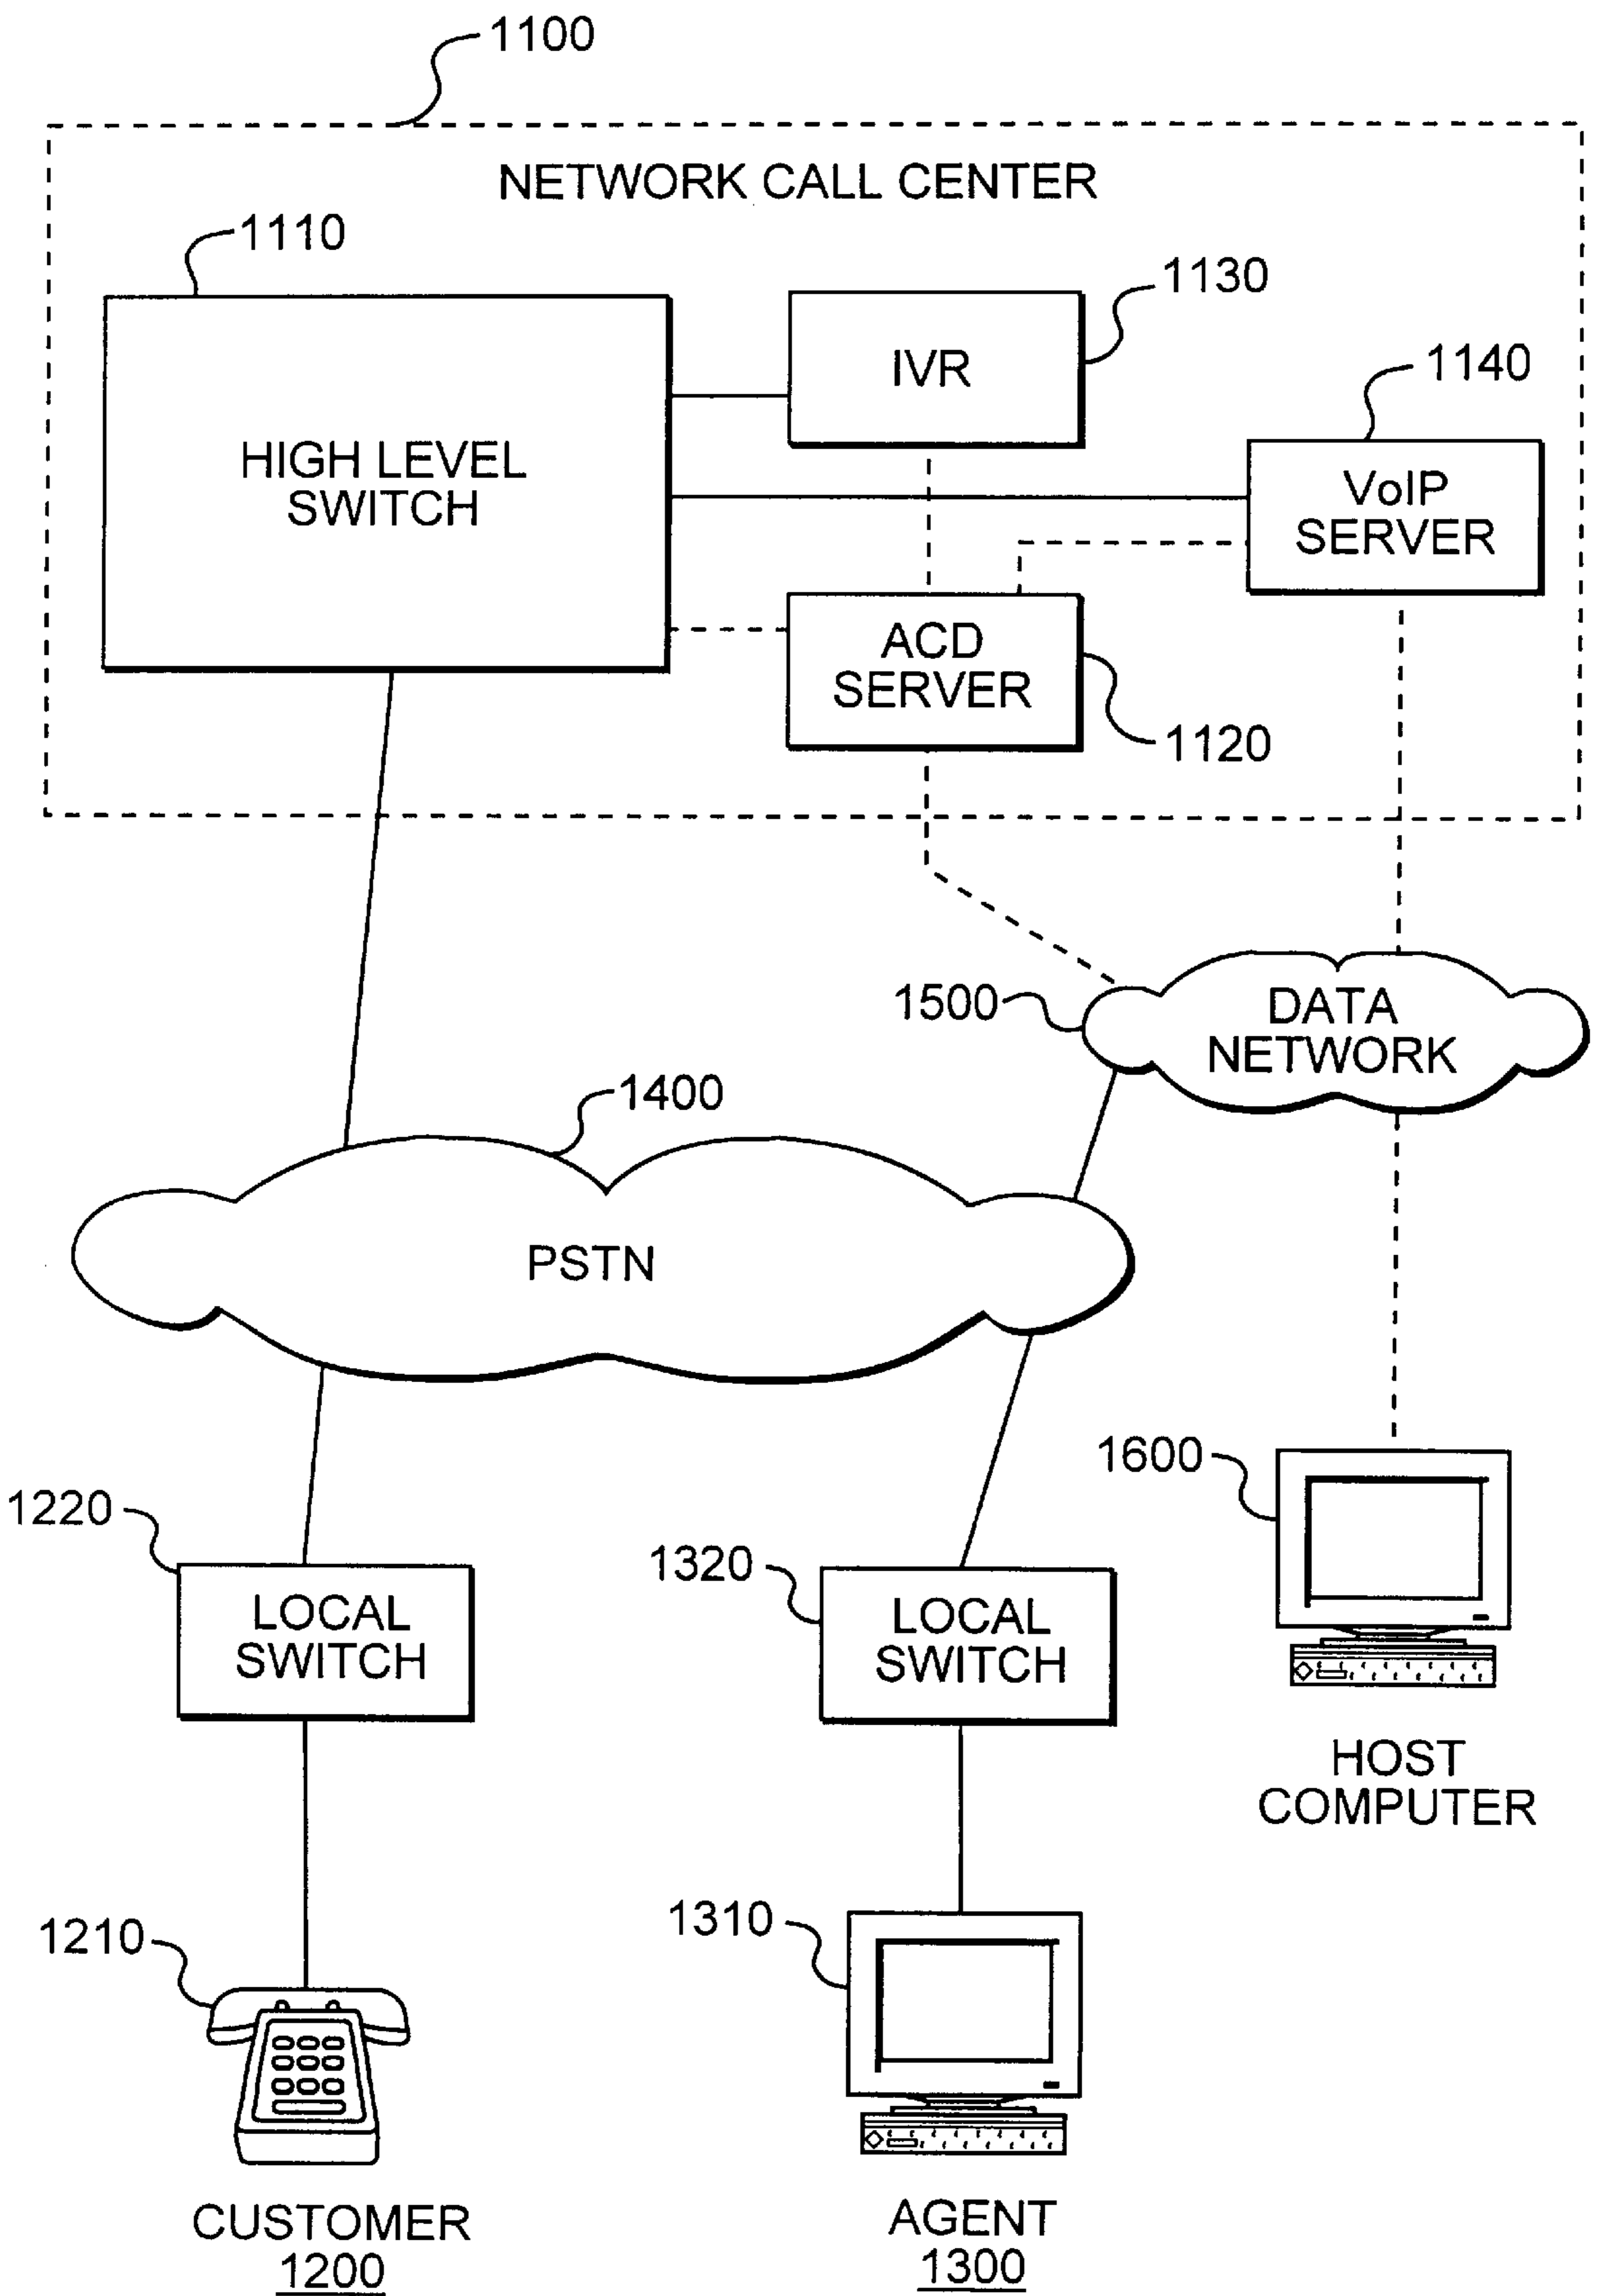 1100
NETWORK CALL CENTER
1110
1130
IVR
1140
HIGH LEVEL
SWITCH
VoIP
SERVER
ACD
SERVER
1120
1500
DATA
NETWORK
1400
PSTN
1600
1220
1320
LOCAL
SWITCH
LOCAL
SWITCH
HOST
COMPUTER
1210
1310
CUSTOMER
1200
AGENT
1300